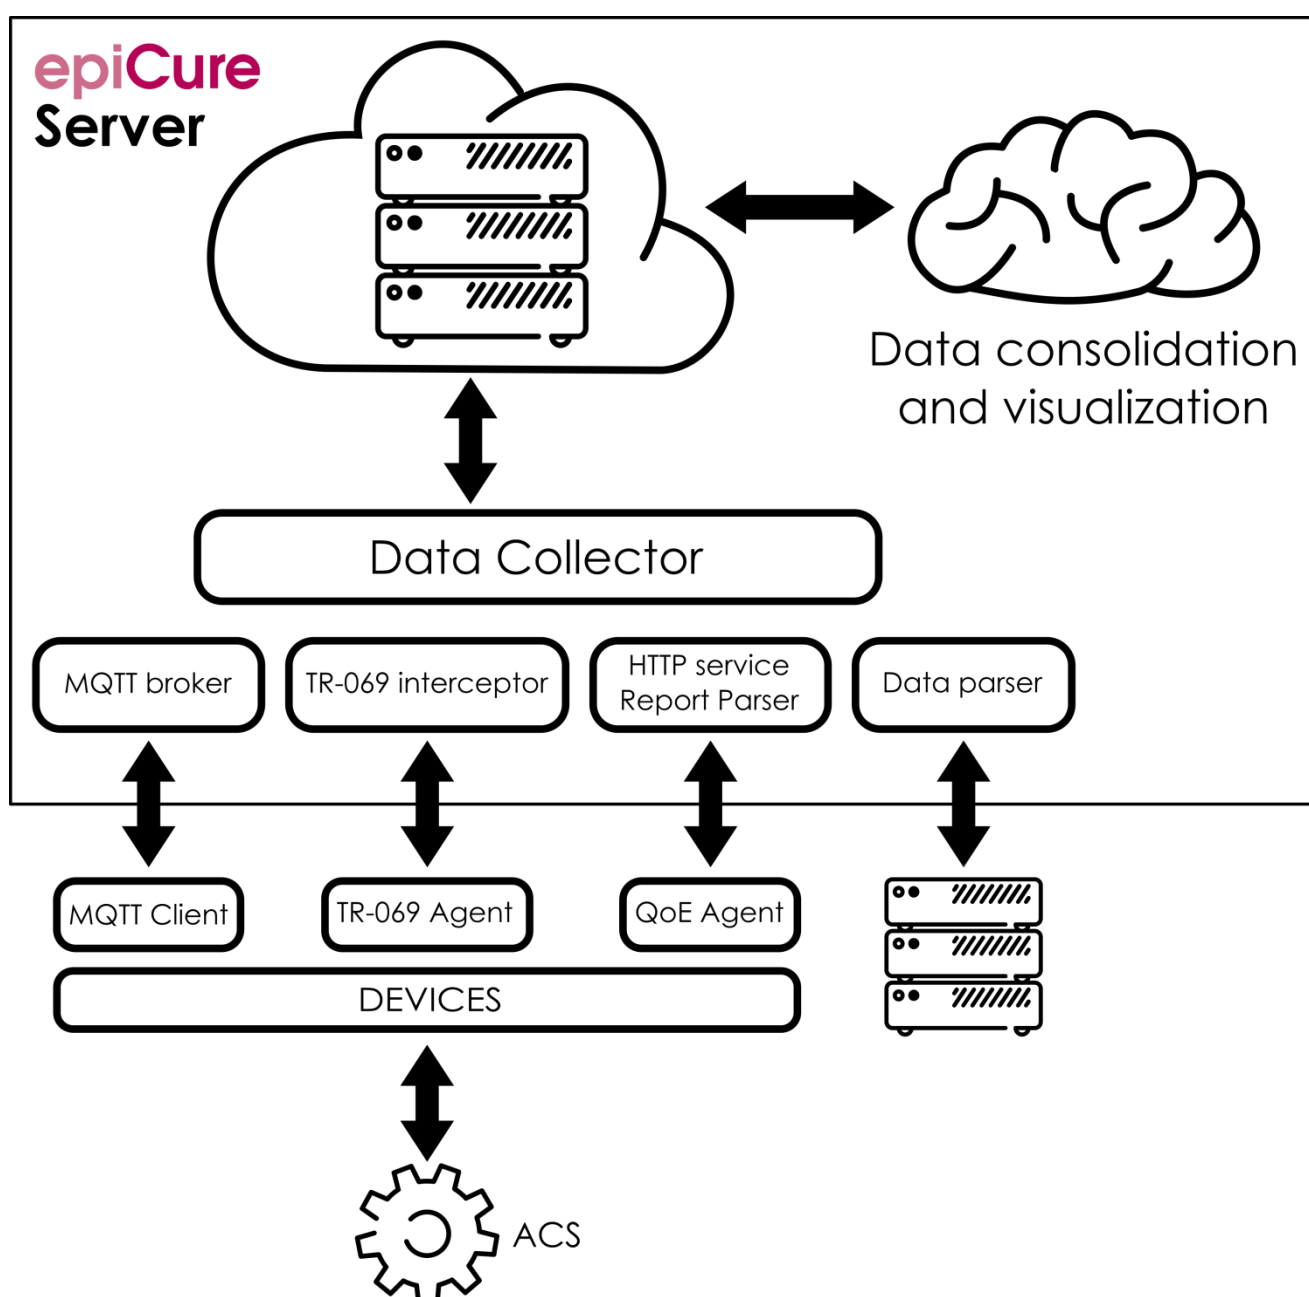 epiCure
Server
Data consolidation
and visualization
Data Collector
MQTT broker
TR-069 interceptor
HTTP service
Report Parser
Data parser
MQTT Client
TR-069 Agent
QoE Agent
DEVICES
ACS